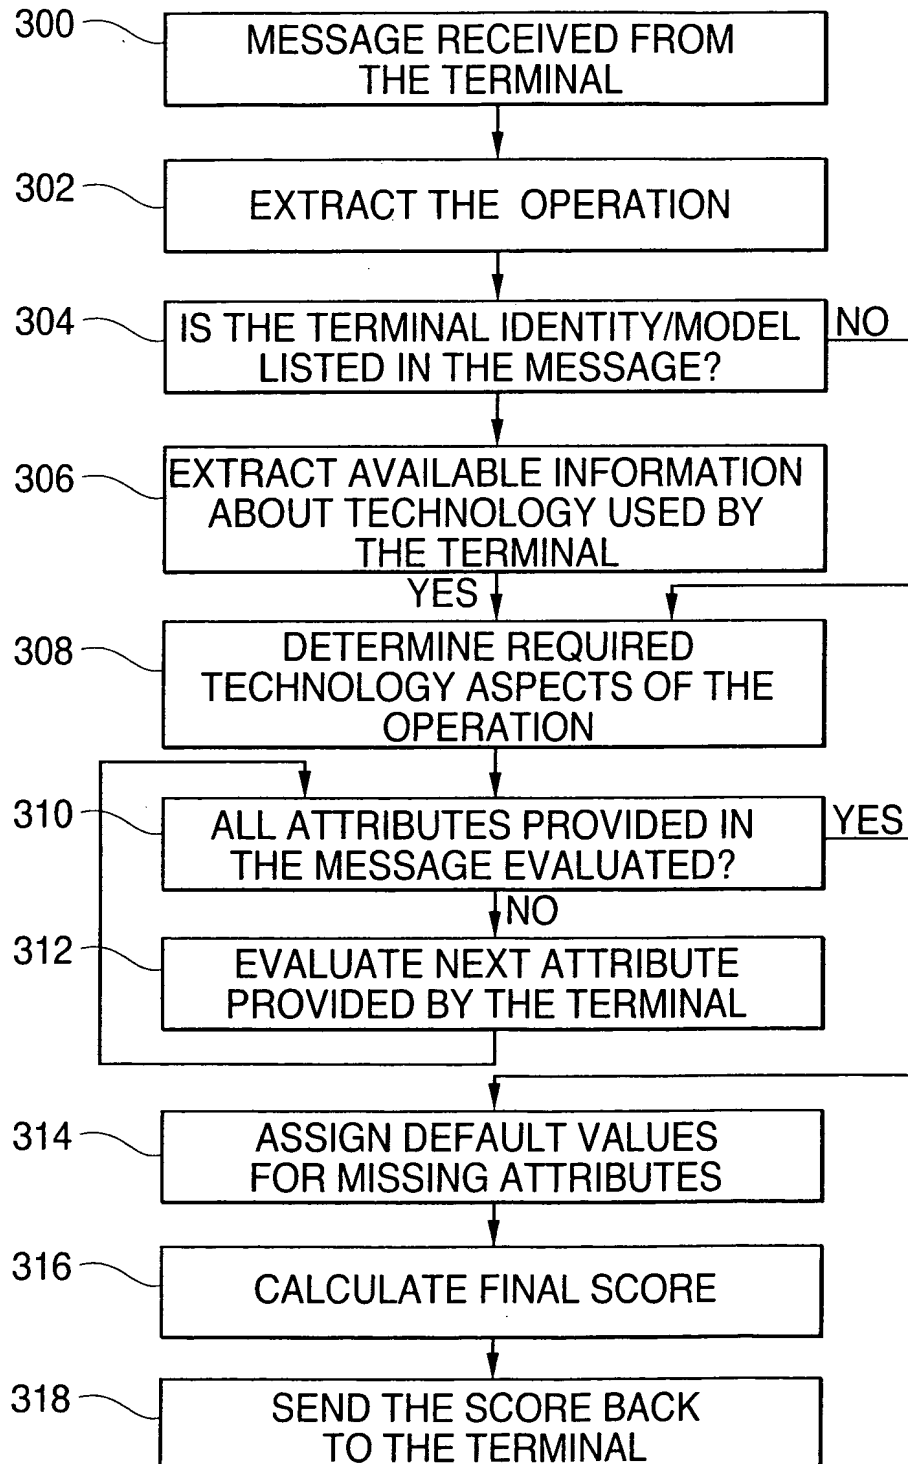 300
MESSAGE RECEIVED FROM
THE TERMINAL
302
EXTRACT THE OPERATION
304
IS THE TERMINAL IDENTITY/MODEL
LISTED IN THE MESSAGE?
NO
306
EXTRACT AVAILABLE INFORMATION
ABOUT TECHNOLOGY USED BY
THE TERMINAL
YES
308
DETERMINE REQUIRED
TECHNOLOGY ASPECTS OF THE
OPERATION
310
ALL ATTRIBUTES PROVIDED IN
THE MESSAGE EVALUATED?
YES
NO
312
EVALUATE NEXT ATTRIBUTE
PROVIDED BY THE TERMINAL
314
ASSIGN DEFAULT VALUES
FOR MISSING ATTRIBUTES
316
CALCULATE FINAL SCORE
318
SEND THE SCORE BACK
TO THE TERMINAL